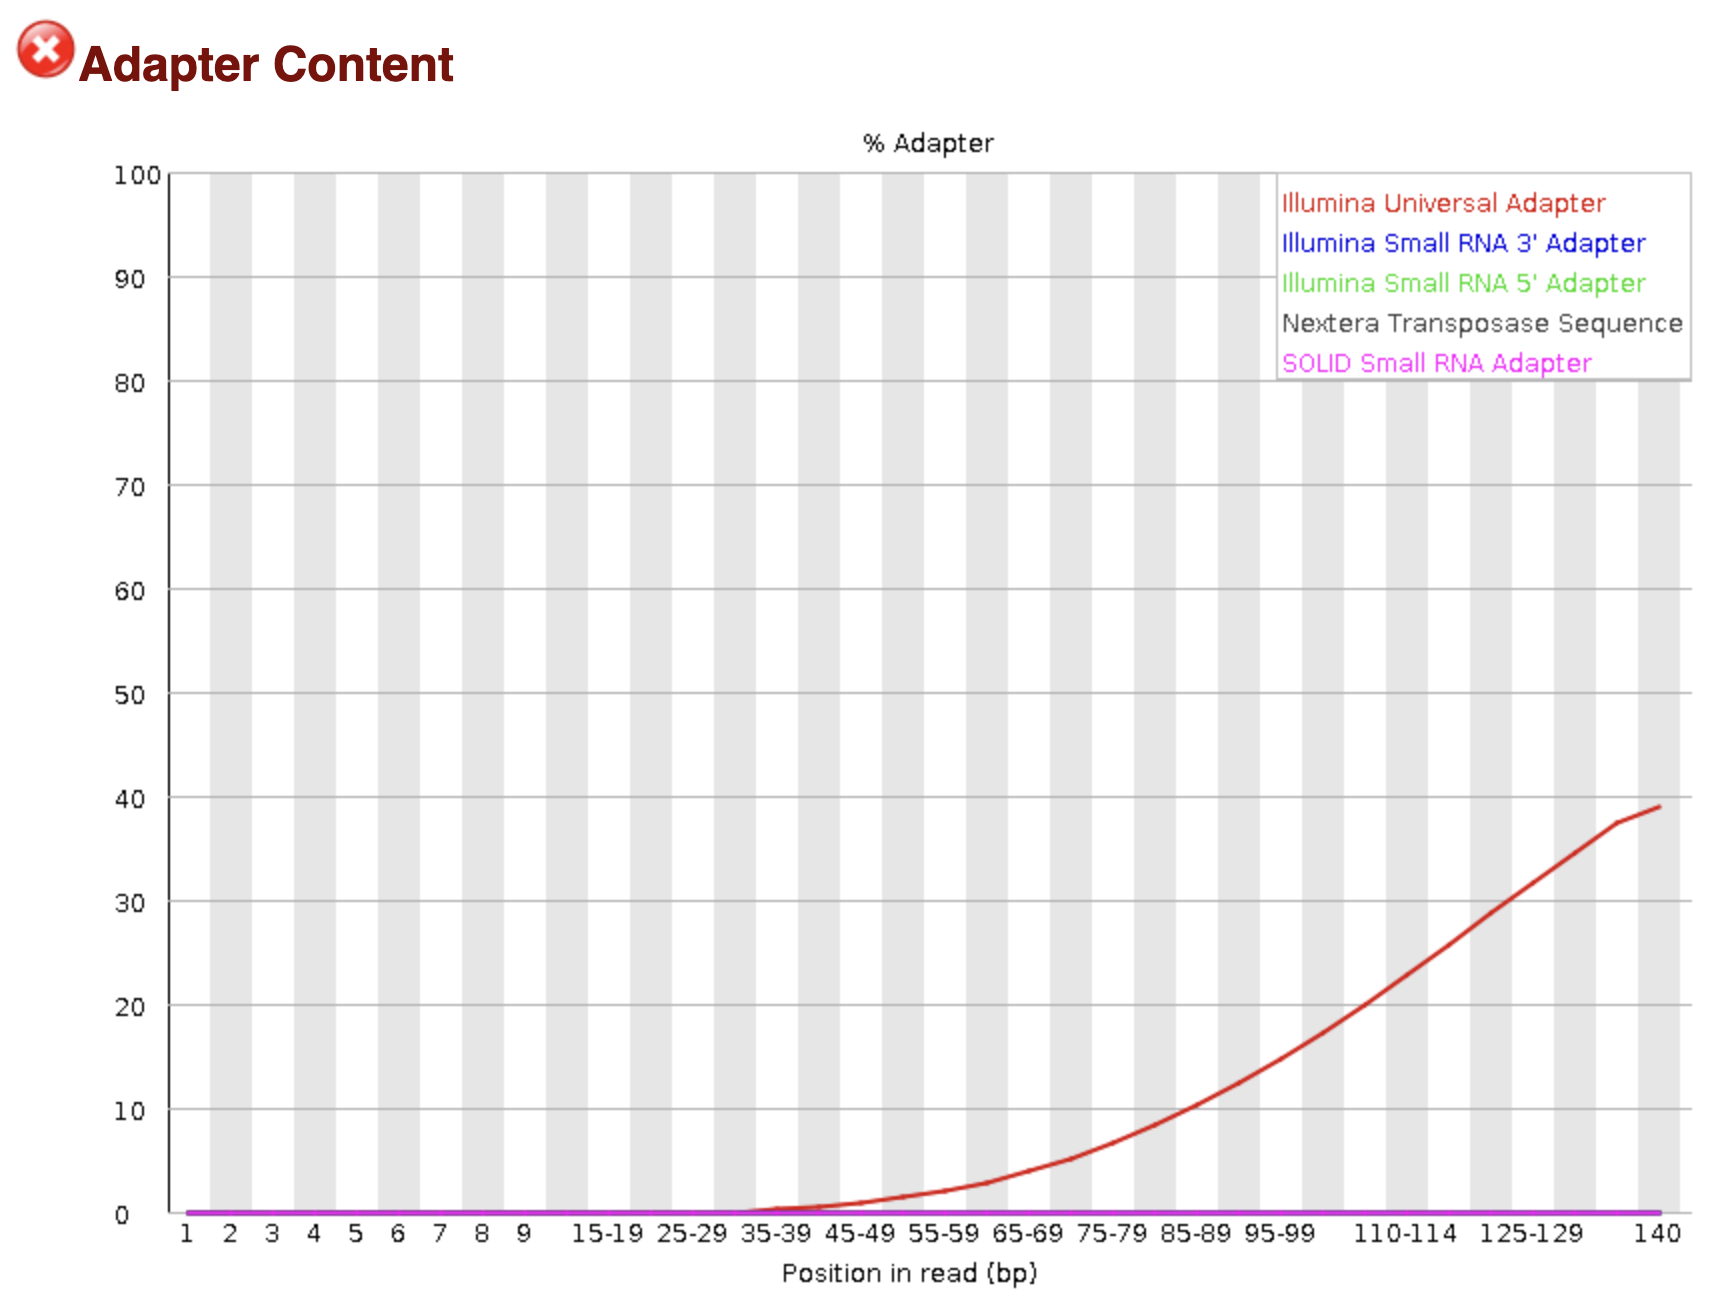 Adapter Content
% Adapter
100
90
80
70
60
50
40
30
20
10
0
Illumina Universal Adapter
Illumina Small RNA 3' Adapter
Illumina Small RNA 5' Adapter
Nextera Transposase Sequence
SOLID Small RNA Adapter
1 2 3 4 5 6 7 8 9 15-19 25-29 35-39 45-49 55-59 65-69 75-79 85-89 95-99 110-114 125-129 140
Position in read (bp)